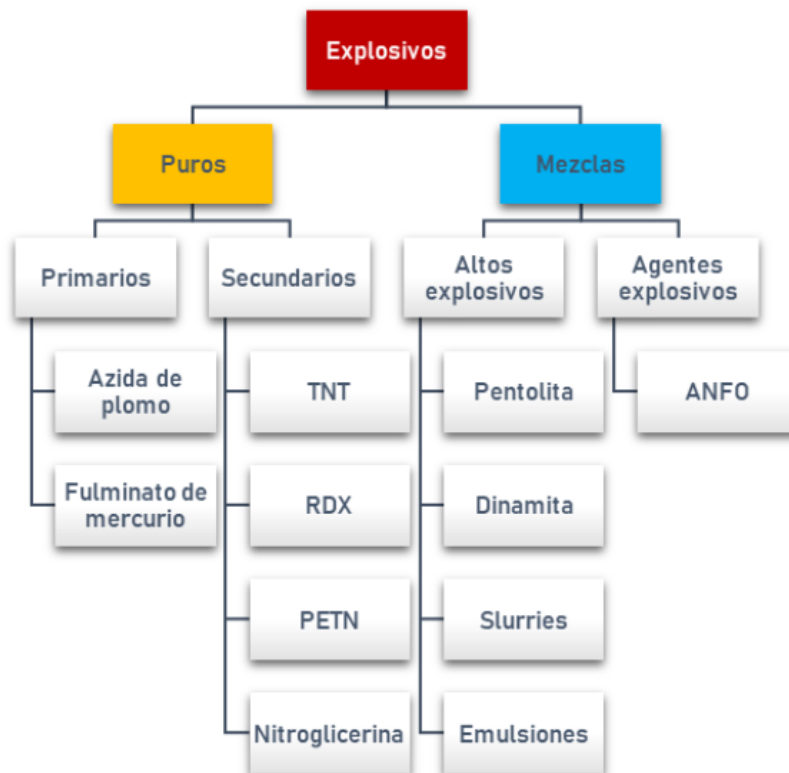 Explosivos
Puros
Mezclas
Primarios
Secundarios
Altos
explosivos
Agentes
explosivos
Azida de
plomo
TNT
Pentolita
ANFO
Fulminato de
mercurio
RDX
Dinamita
PETN
Slurries
Nitroglicerina
Emulsiones